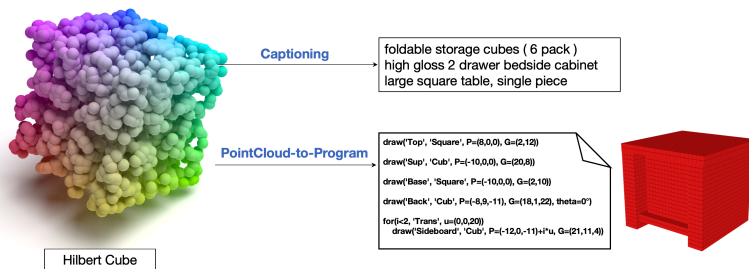 Captioning
foldable storage cubes ( 6 pack )
high gloss 2 drawer bedside cabinet
large square table, single piece
PointCloud-to-Program
draw('Top', 'Square', P=(8,0,0), G=(2,12))
draw('Sup', 'Cub', P=(-10,0,0), G=(20,8))
draw('Base', 'Square', P=(-10,0,0), G=(2,10))
draw('Back', 'Cub', P=(-8,9,-11), G=(18,1,22), theta=0°)
for(i<2, 'Trans', u=(0,0,20))
draw('Sideboard', 'Cub', P=(-12,0,-11)+i*u, G=(21,11,4))
Hilbert Cube